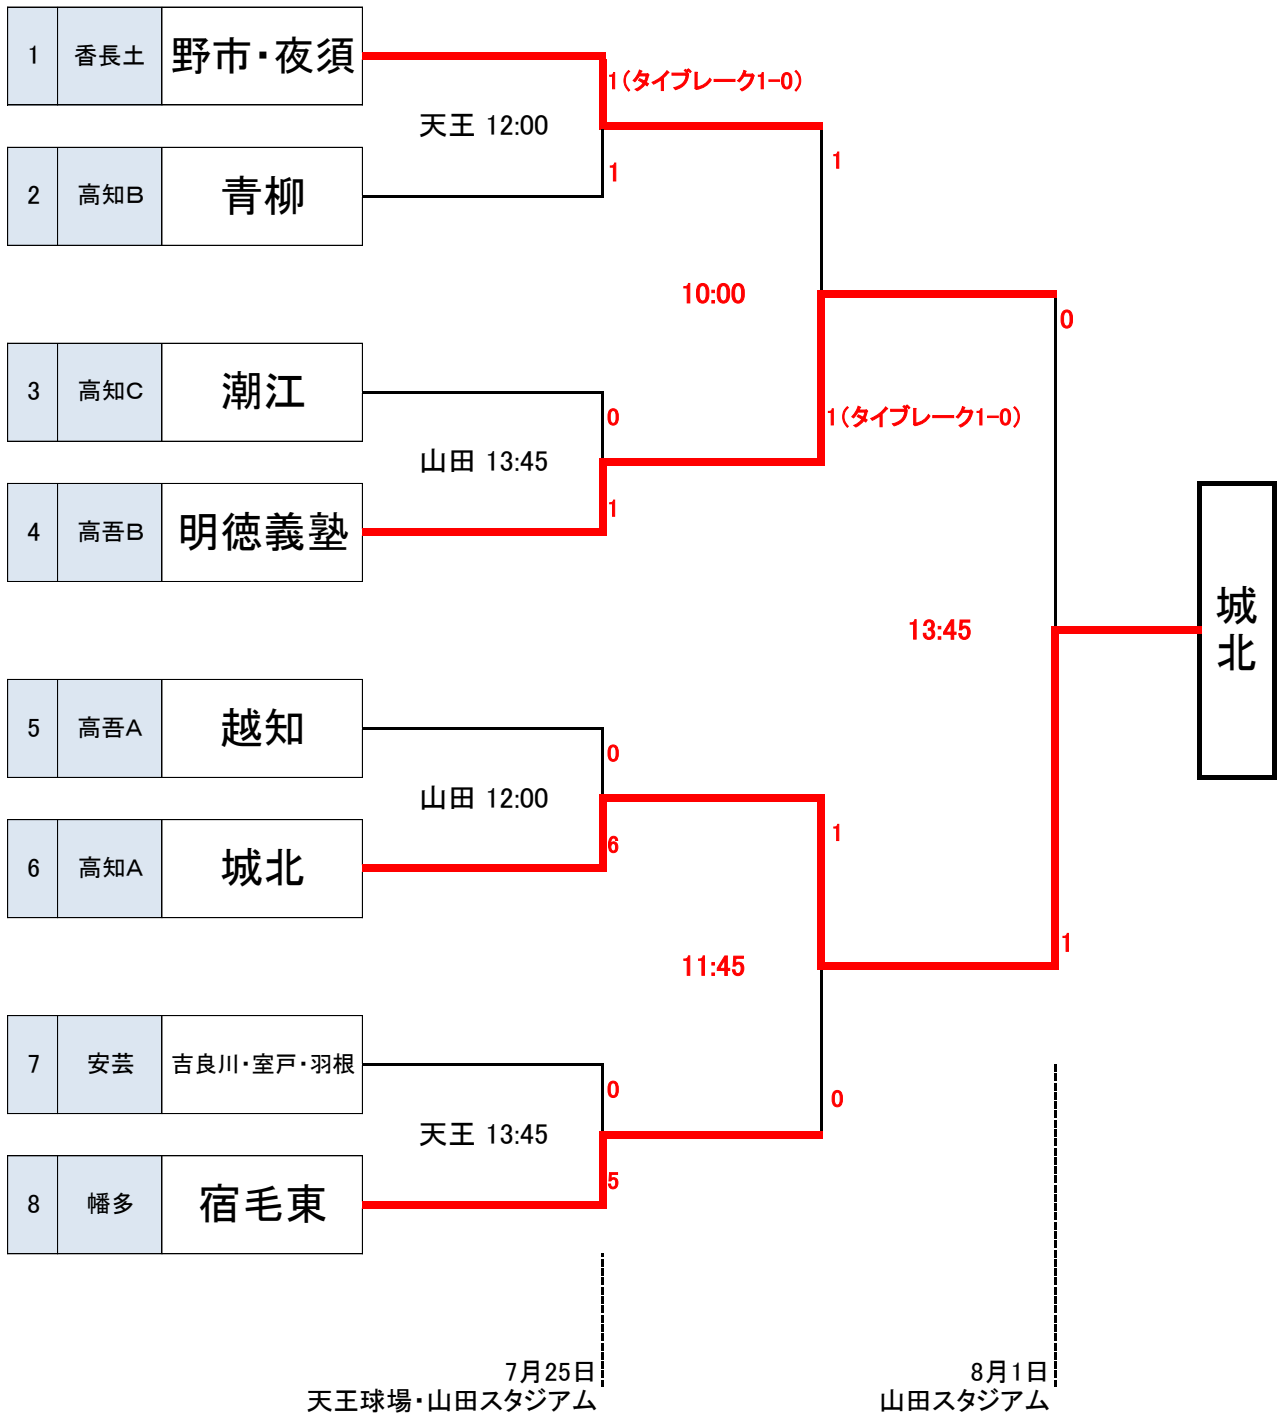 1 香長土 野市・夜須
1(タイブレーク1-0)
天王 12:00
1
2 高知B 青柳
1
10:00
0
3 高知C 潮江
0
1(タイブレーク1-0)
山田 13:45
4 高吾B 明徳義塾
1
城北
13:45
5 高吾A 越知
0
山田 12:00
1
6 高知A 城北
6
1
11:45
7 安芸 吉良川・室戸・羽根
0
0
天王 13:45
8 幡多 宿毛東
5
7月25日
天王球場・山田スタジアム
8月1日
山田スタジアム